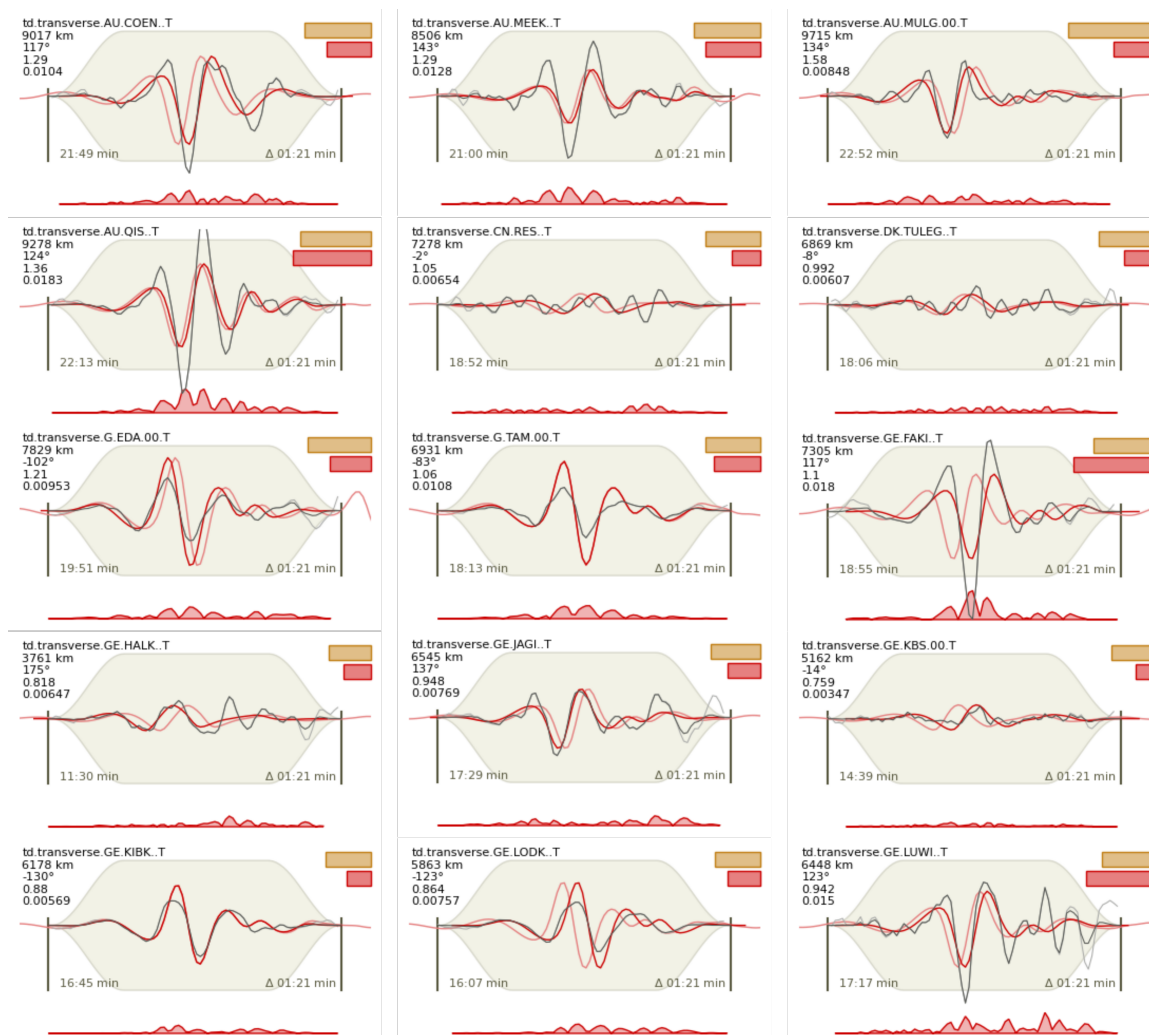 td.transverse.AU.COEN..T
9017 km
117°
1.29
0.0104
21:49 min
Δ 01:21 min
td.transverse.AU.MEEK..T
8506 km
143°
1.29
0.0128
21:00 min
Δ 01:21 min
td.transverse.AU.MULG.00.T
9715 km
134°
1.58
0.00848
22:52 min
Δ 01:21 min
td.transverse.AU.QIS..T
9278 km
124°
1.36
0.0183
22:13 min
Δ 01:21 min
td.transverse.CN.RES..T
7278 km
-2°
1.05
0.00654
18:52 min
Δ 01:21 min
td.transverse.DK.TULEG..T
6869 km
-8°
0.992
0.00607
18:06 min
Δ 01:21 min
td.transverse.G.EDA.00.T
7829 km
-102°
1.21
0.00953
19:51 min
Δ 01:21 min
td.transverse.G.TAM.00.T
6931 km
-83°
1.06
0.0108
18:13 min
Δ 01:21 min
td.transverse.GE.FAKI..T
7305 km
117°
1.1
0.018
18:55 min
Δ 01:21 min
td.transverse.GE.HALK..T
3761 km
175°
0.818
0.00647
11:30 min
Δ 01:21 min
td.transverse.GE.JAGI..T
6545 km
137°
0.948
0.00769
17:29 min
Δ 01:21 min
td.transverse.GE.KBS.00.T
5162 km
-14°
0.759
0.00347
14:39 min
Δ 01:21 min
td.transverse.GE.KIBK..T
6178 km
-130°
0.88
0.00569
16:45 min
Δ 01:21 min
td.transverse.GE.LODK..T
5863 km
-123°
0.864
0.00757
16:07 min
Δ 01:21 min
td.transverse.GE.LUWI..T
6448 km
123°
0.942
0.015
17:17 min
Δ 01:21 min